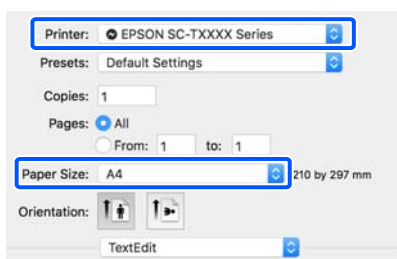 Printer: EPSON SC-TXXXX Series
Presets: Default Settings
Copies: 1
Pages: All
From: 1 to: 1
Paper Size: A4 210 by 297 mm
Orientation:
TextEdit